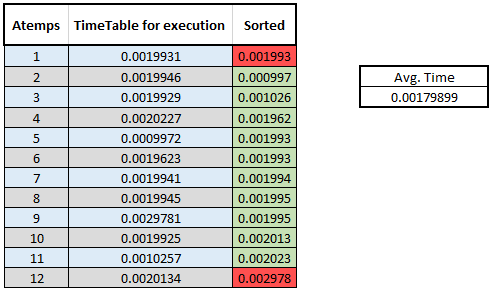 Atemps TimeTable for execution Sorted
1 0.0019931 0.001993
2 0.0019946 0.000997
3 0.0019929 0.001026
4 0.0020227 0.001962
5 0.0009972 0.001993
6 0.0019623 0.001993
7 0.0019941 0.001994
8 0.0019945 0.001995
9 0.0029781 0.001995
10 0.0019925 0.002013
11 0.0010257 0.002023
12 0.0020134 0.002978
Avg. Time
0.00179899